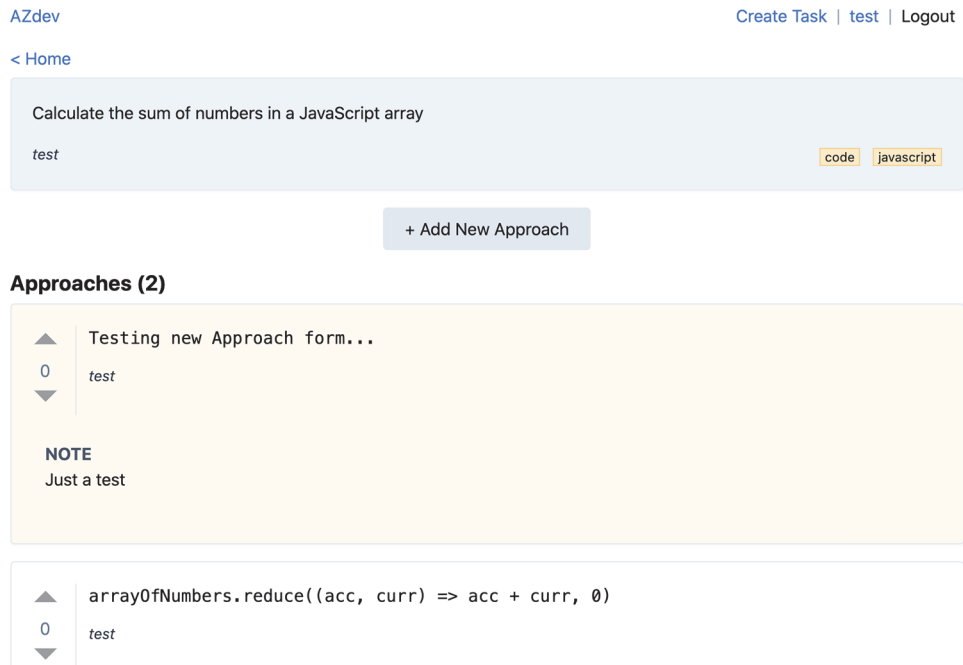 AZdev
Create Task | test | Logout
< Home
Calculate the sum of numbers in a JavaScript array
test
code javascript
+ Add New Approach
Approaches (2)
Testing new Approach form...
0
test
NOTE
Just a test
arrayOfNumbers.reduce((acc, curr) => acc + curr, 0)
0
test